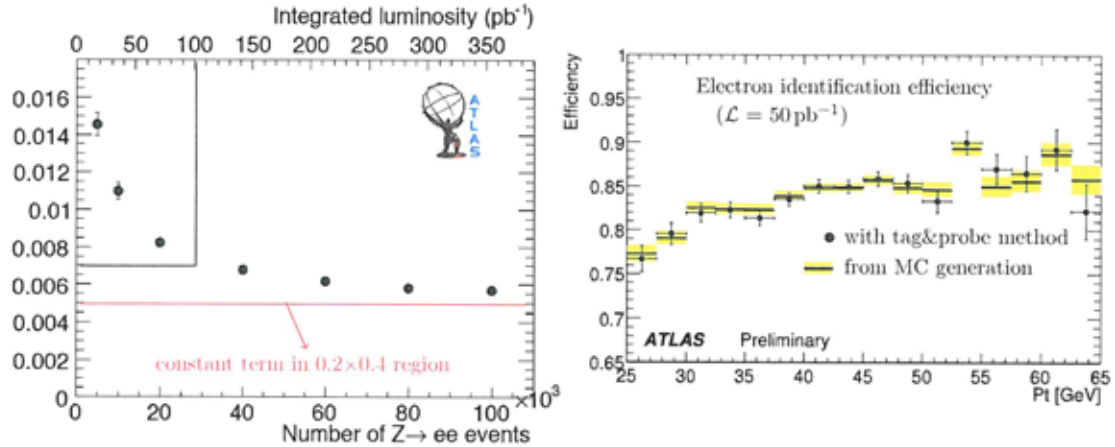 Integrated luminosity (pb⁻¹)
0 50 100 150 200 250 300 350
0.016
0.014
0.012
0.01
0.008
0.006
0.004
0.002
0
ATLAS
constant term in 0.2×0.4 region
0 20 40 60 80 100 ×10³
Number of Z→ ee events
Efficiency
1
0.95
0.9
0.85
0.8
0.75
0.7
0.65
Electron identification efficiency
(ℒ = 50 pb⁻¹)
with tag&probe method
from MC generation
ATLAS Preliminary
25 30 35 40 45 50 55 60 65
Pt [GeV]